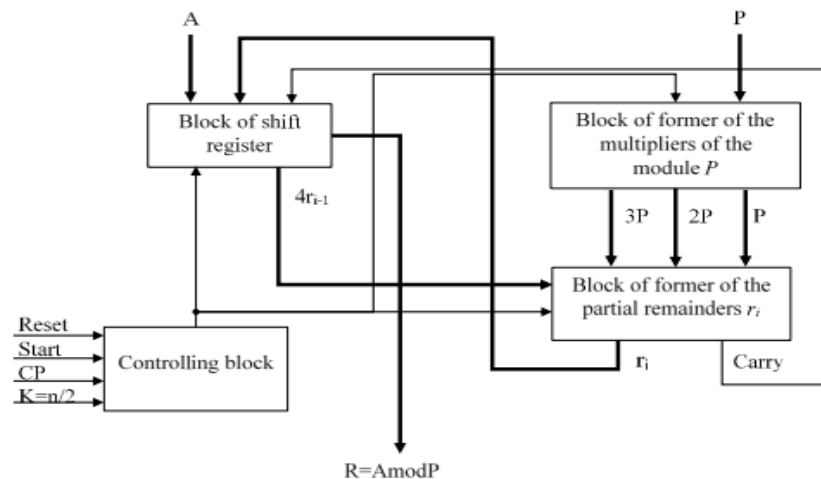 A
P
Block of shift
register
Block of former of the
multipliers of the
module P
4rᵢ₋₁
3P 2P P
Block of former of the
partial remainders rᵢ
Reset
Start
CP
K=n/2
Controlling block
rᵢ
Carry
R=AmodP